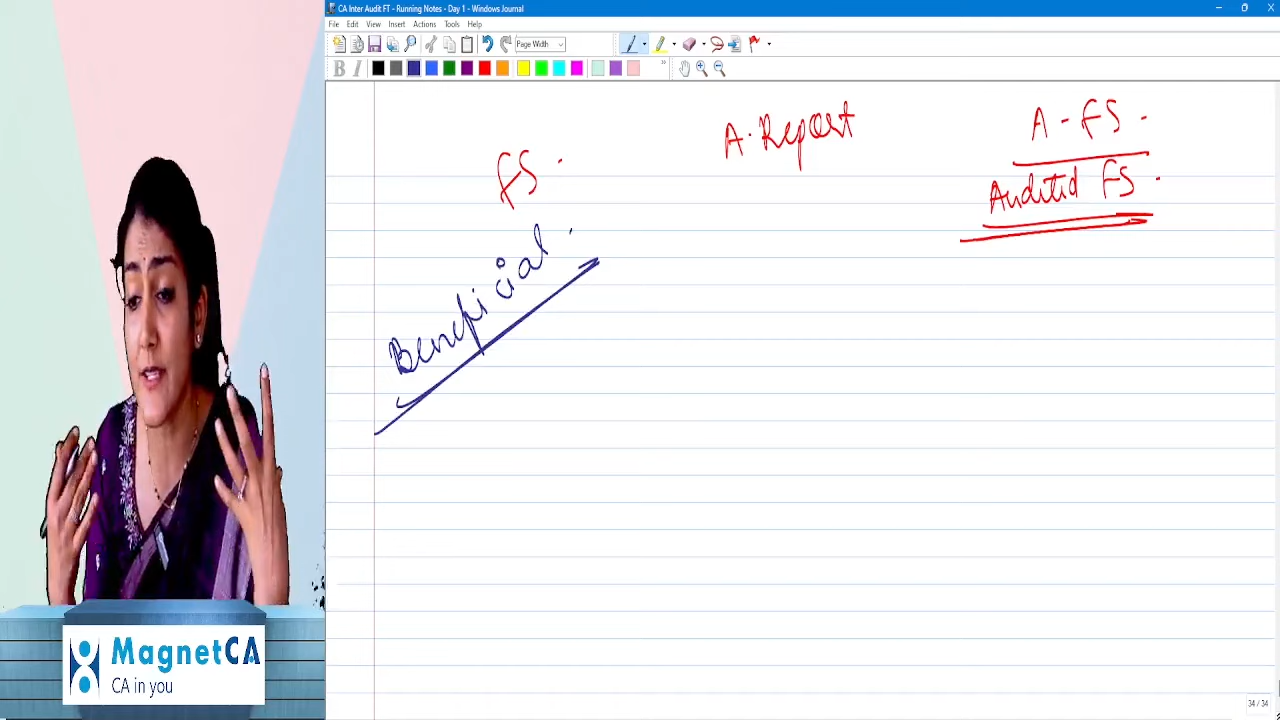 CA Inter Audit FT - Running Notes - Day 1 - Windows Journal
File Edit View Insert Actions Tools Help
Page Width
B I
A. Report
A - FS.
FS.
Audited FS.
Beneficial.
MagnetCA
CA in you
34 / 34